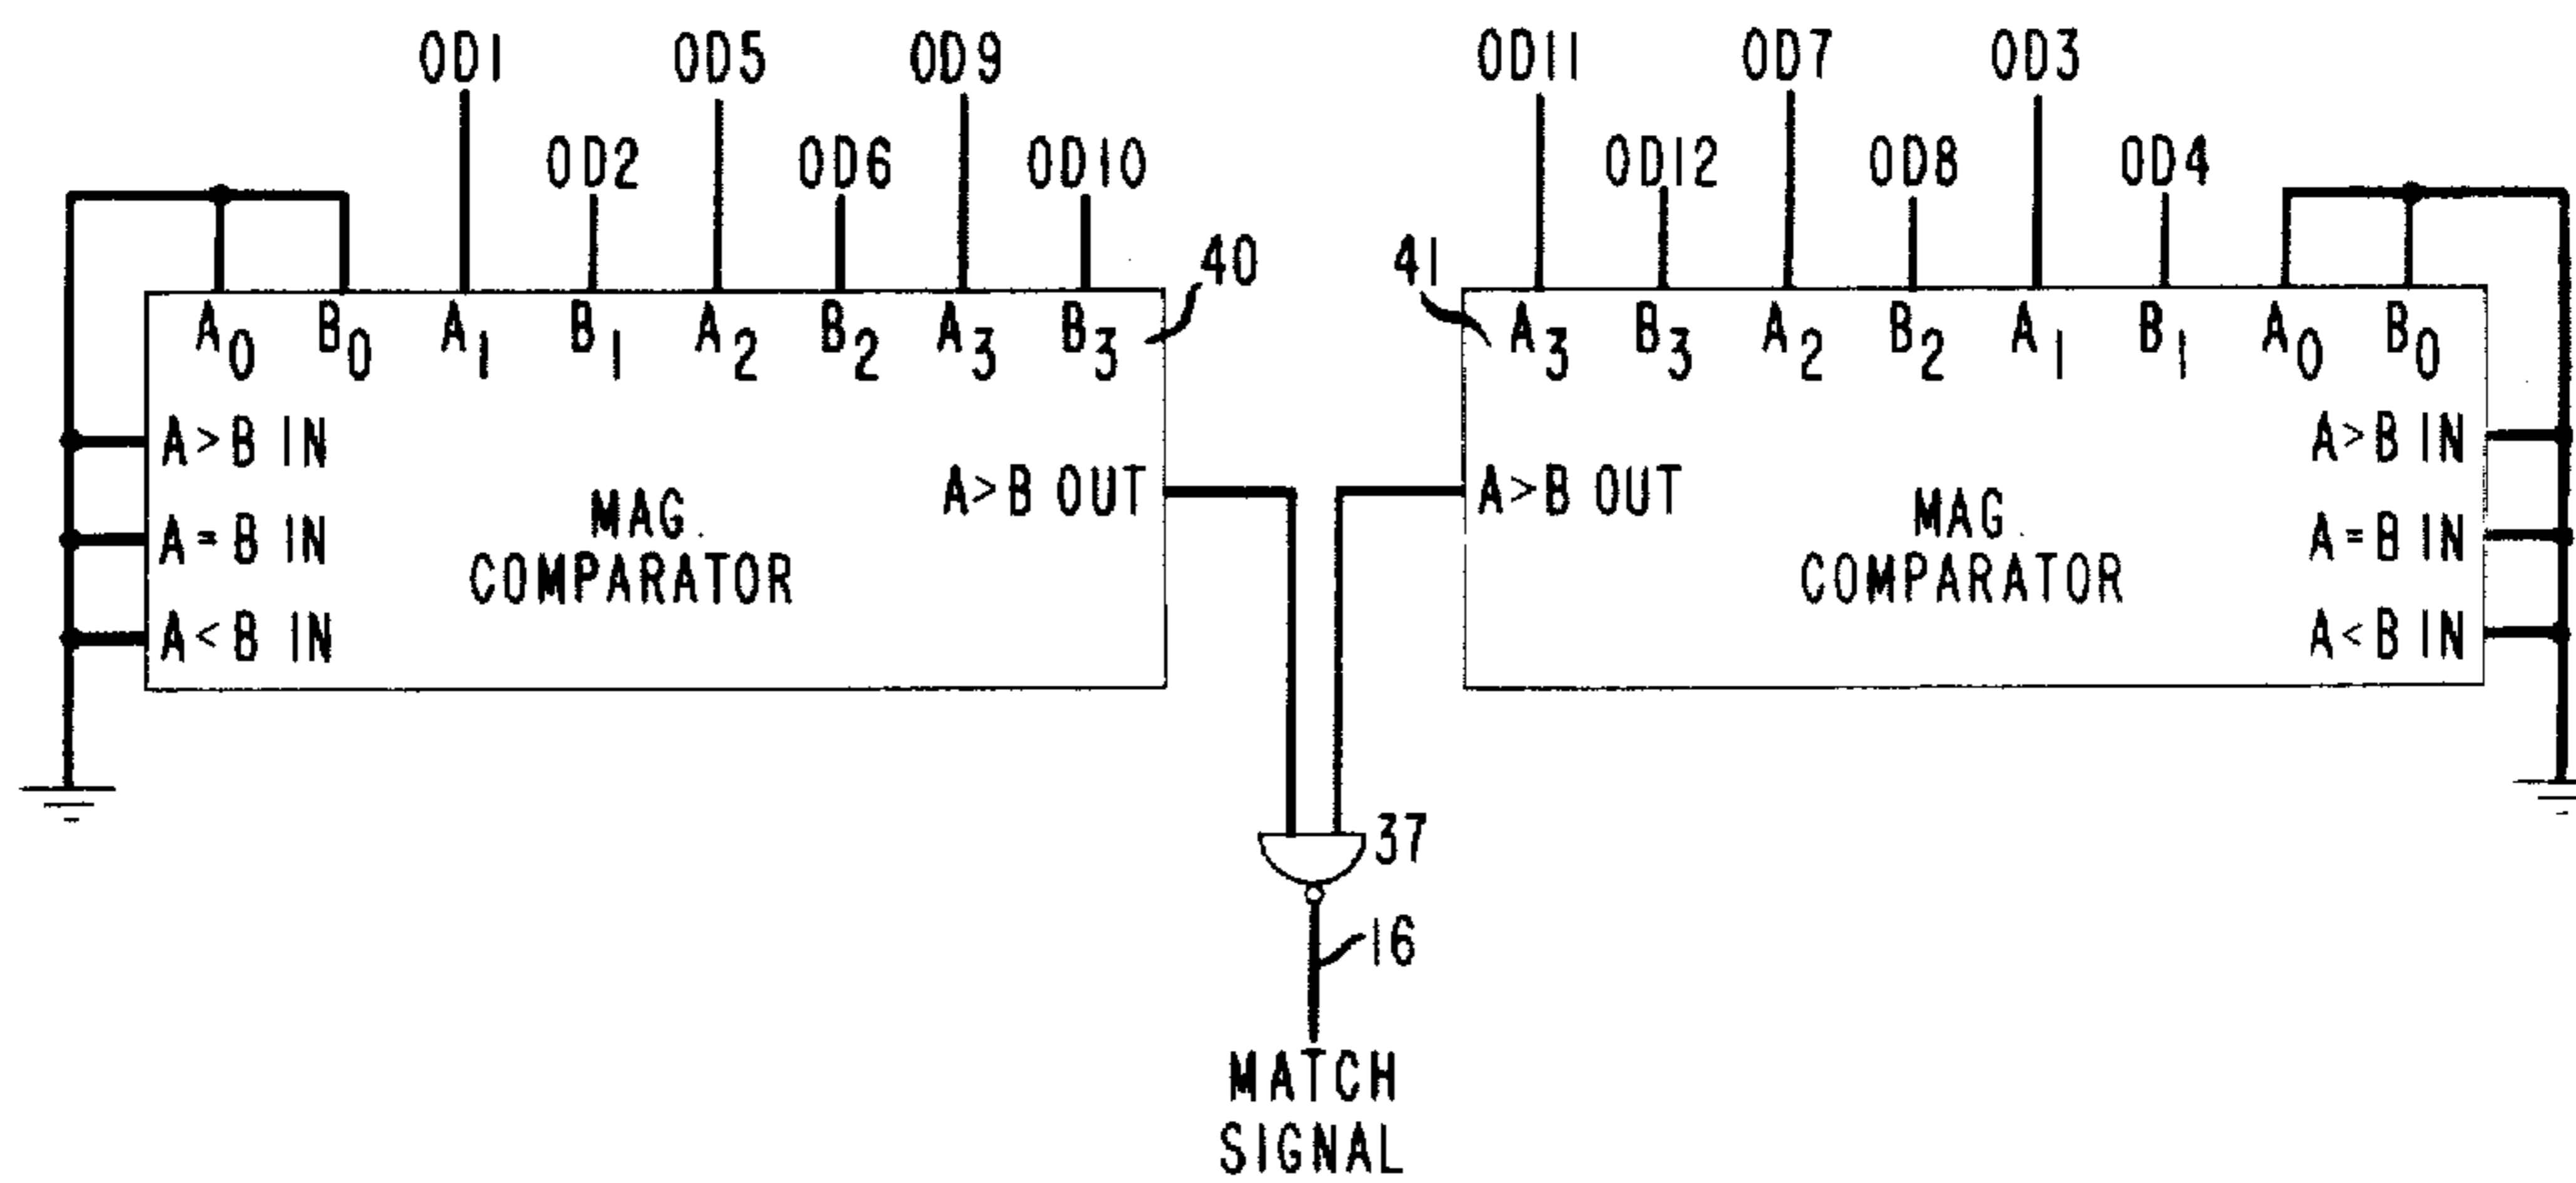 OD1 OD5 OD9 OD11 OD7 OD3
OD2 OD6 OD10 OD12 OD8 OD4
40 41
A0 B0 A1 B1 A2 B2 A3 B3
A3 B3 A2 B2 A1 B1 A0 B0
A>B IN
A=B IN
A<B IN
MAG.
COMPARATOR
A>B OUT
A>B OUT
MAG.
COMPARATOR
A>B IN
A=B IN
A<B IN
37
16
MATCH
SIGNAL